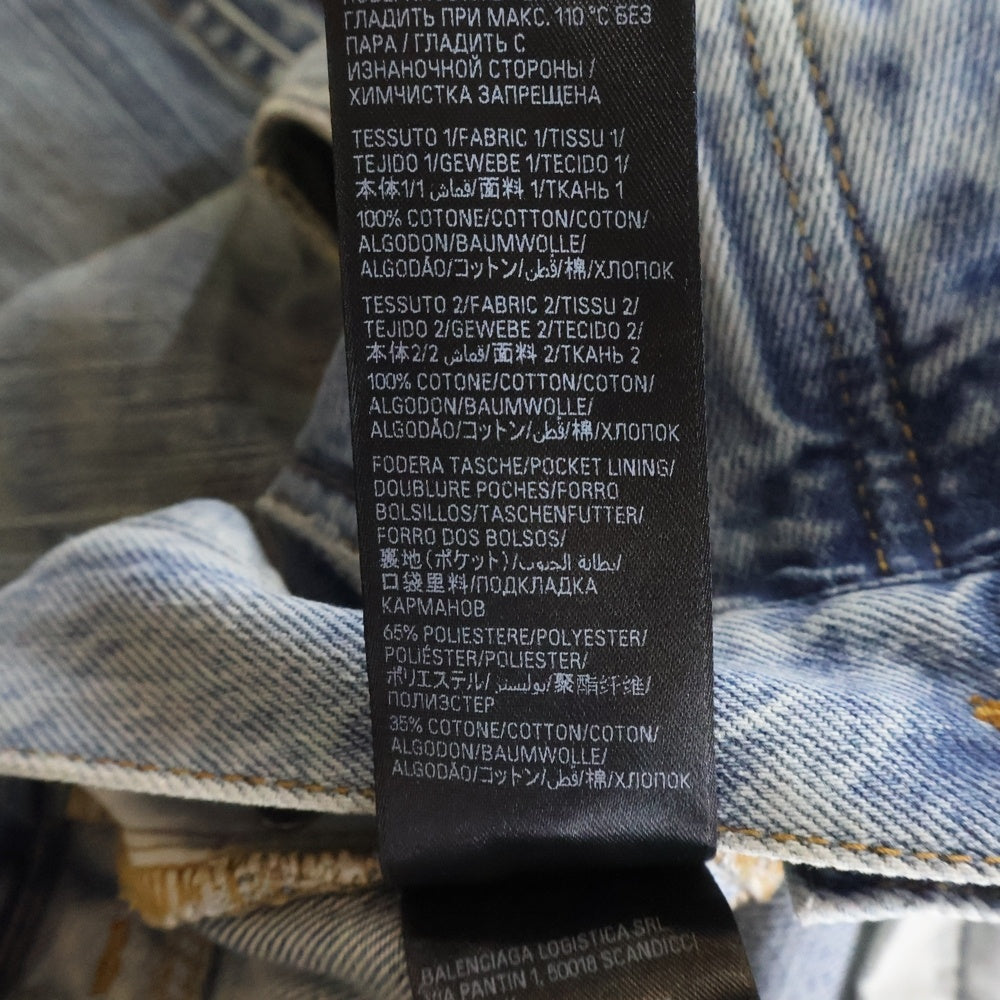 ГЛАДИТЬ ПРИ МАКС. 110 °C БЕЗ
ПАРА / ГЛАДИТЬ С
ИЗНАНОЧНОЙ СТОРОНЫ /
ХИМЧИСТКА ЗАПРЕЩЕНА
TESSUTO 1/FABRIC 1/TISSU 1/
TEJIDO 1/GEWEBE 1/TECIDO 1/
本体1/1 قماش/面料 1/ТКАНЬ 1
100% COTONE/COTTON/COTON/
ALGODON/BAUMWOLLE/
ALGODÃO/コットン/قطن/棉/ХЛОПОК
TESSUTO 2/FABRIC 2/TISSU 2/
TEJIDO 2/GEWEBE 2/TECIDO 2/
本体2/2 قماش/面料 2/ТКАНЬ 2
100% COTONE/COTTON/COTON/
ALGODON/BAUMWOLLE/
ALGODÃO/コットン/قطن/棉/ХЛОПОК
FODERA TASCHE/POCKET LINING/
DOUBLURE POCHES/FORRO
BOLSILLOS/TASCHENFUTTER/
FORRO DOS BOLSOS/
裏地(ポケット)/بطانة الجيوب/
口袋里料/ПОДКЛАДКА
КАРМАНОВ
65% POLIESTERE/POLYESTER/
POLIÉSTER/POLIESTER/
ポリエステル/بوليستر/聚酯纤维/
ПОЛИЭСТЕР
35% COTONE/COTTON/COTON/
ALGODON/BAUMWOLLE/
ALGODÃO/コットン/قطن/棉/ХЛОПОК
BALENCIAGA LOGISTICA SRL
VIA PANTIN 1, 50018 SCANDICCI